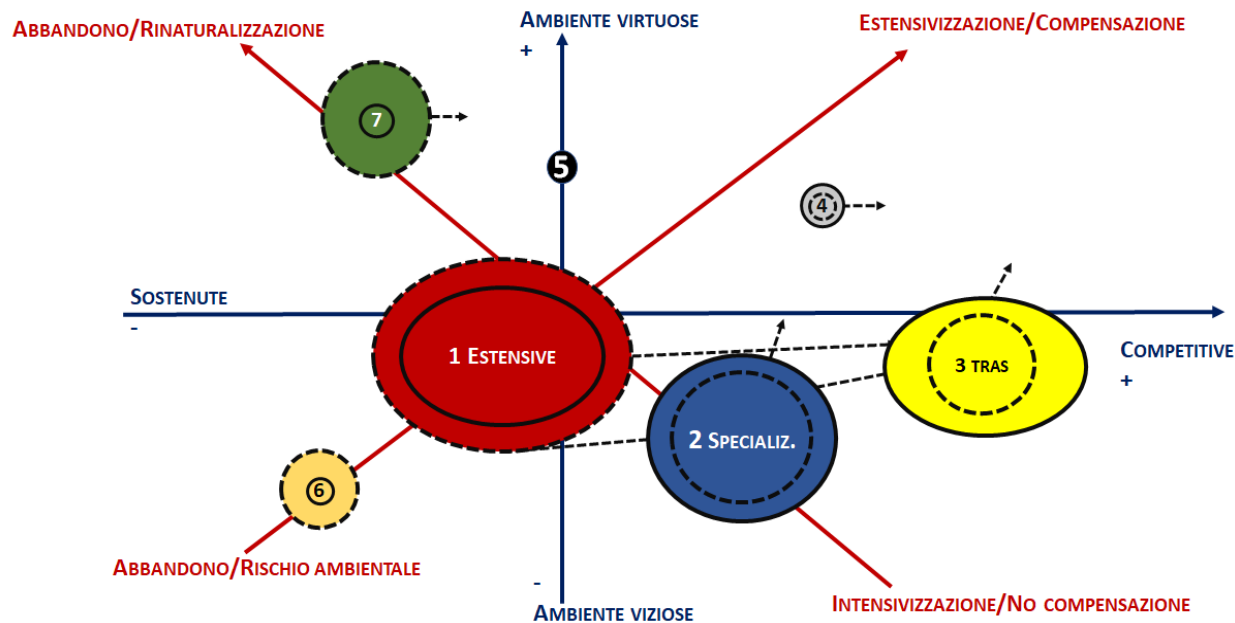 ABBANDONO/RINATURALIZZAZIONE
AMBIENTE VIRTUOSE
+
ESTENSIVIZZAZIONE/COMPENSAZIONE
7
5
4
SOSTENUTE
-
1 ESTENSIVE
3 TRAS
COMPETITIVE
+
2 SPECIALIZ.
6
ABBANDONO/RISCHIO AMBIENTALE
-
AMBIENTE VIZIOSE
INTENSIVIZZAZIONE/NO COMPENSAZIONE